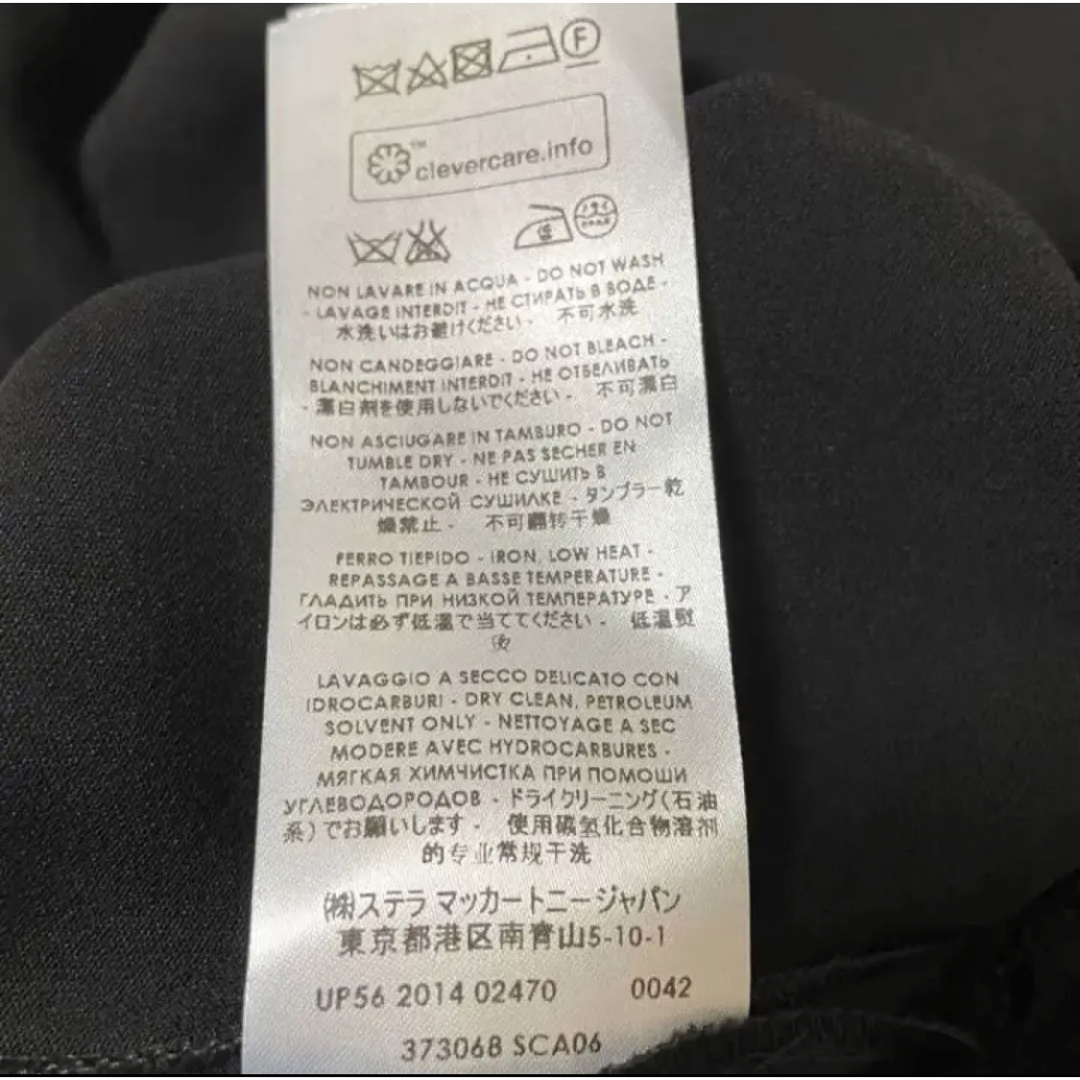 F
clevercare.info™
NON LAVARE IN ACQUA - DO NOT WASH
- LAVAGE INTERDIT - НЕ СТИРАТЬ В ВОДЕ -
水洗いはお避けください - 不可水洗
NON CANDEGGIARE - DO NOT BLEACH -
BLANCHIMENT INTERDIT - НЕ ОТБЕЛИВАТЬ
- 漂白剤を使用しないでください - 不可漂白
NON ASCIUGARE IN TAMBURO - DO NOT
TUMBLE DRY - NE PAS SECHER EN
TAMBOUR - НЕ СУШИТЬ В
ЭЛЕКТРИЧЕСКОЙ СУШИЛКЕ - タンブラー乾
燥禁止 - 不可翻转干燥
FERRO TIEPIDO - IRON, LOW HEAT -
REPASSAGE A BASSE TEMPERATURE -
ГЛАДИТЬ ПРИ НИЗКОЙ ТЕМПЕРАТУРЕ - ア
イロンは必ず低温で当ててください - 低温熨
烫
LAVAGGIO A SECCO DELICATO CON
IDROCARBURI - DRY CLEAN, PETROLEUM
SOLVENT ONLY - NETTOYAGE A SEC
MODERE AVEC HYDROCARBURES -
МЯГКАЯ ХИМЧИСТКА ПРИ ПОМОШИ
УГЛЕВОДОРОДОВ - ドライクリーニング(石油
系)でお願いします - 使用碳氢化合物溶剂
的专业常规干洗
(株)ステラ マッカートニージャパン
東京都港区南青山5-10-1
UP56 2014 02470 0042
373068 SCA06